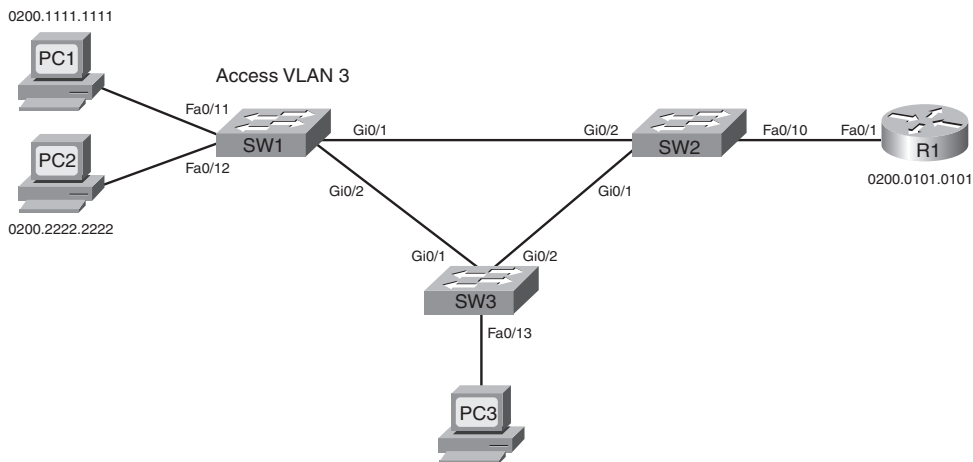 0200.1111.1111
PC1
Access VLAN 3
Fa0/11
Gi0/1
Gi0/2
Fa0/10
Fa0/1
SW1
SW2
R1
PC2
Fa0/12
Gi0/2
Gi0/1
0200.0101.0101
0200.2222.2222
Gi0/1
Gi0/2
SW3
Fa0/13
PC3